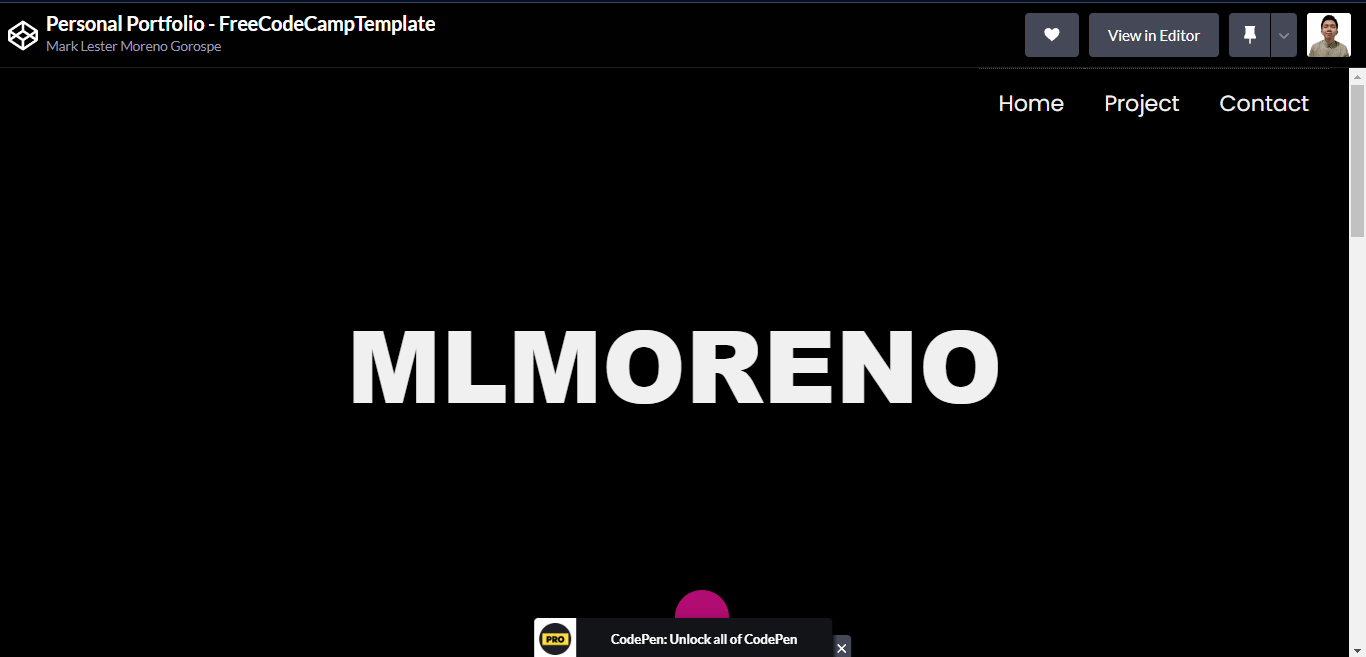 Personal Portfolio - FreeCodeCampTemplate
Mark Lester Moreno Gorospe
View in Editor
Home Project Contact
MLMORENO
PRO
CodePen: Unlock all of CodePen